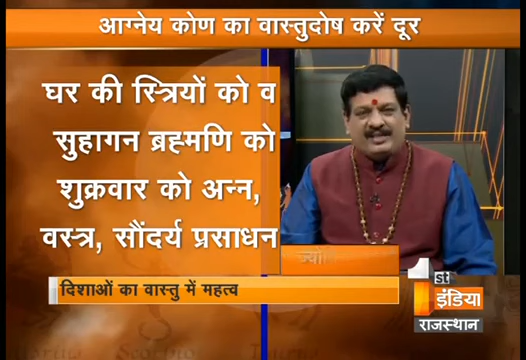 आग्नेय कोण का वास्तुदोष करें दूर
घर की स्त्रियों को व
सुहागन ब्रह्मणि को
शुक्रवार को अन्न,
वस्त्र, सौंदर्य प्रसाधन
दिशाओं का वास्तु में महत्व
1st
इंडिया
राजस्थान